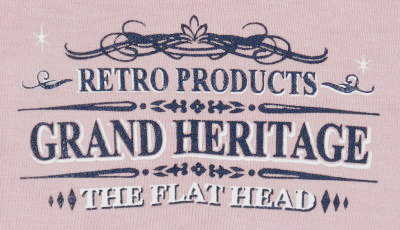 RETRO PRODUCTS
GRAND HERITAGE
THE FLAT HEAD